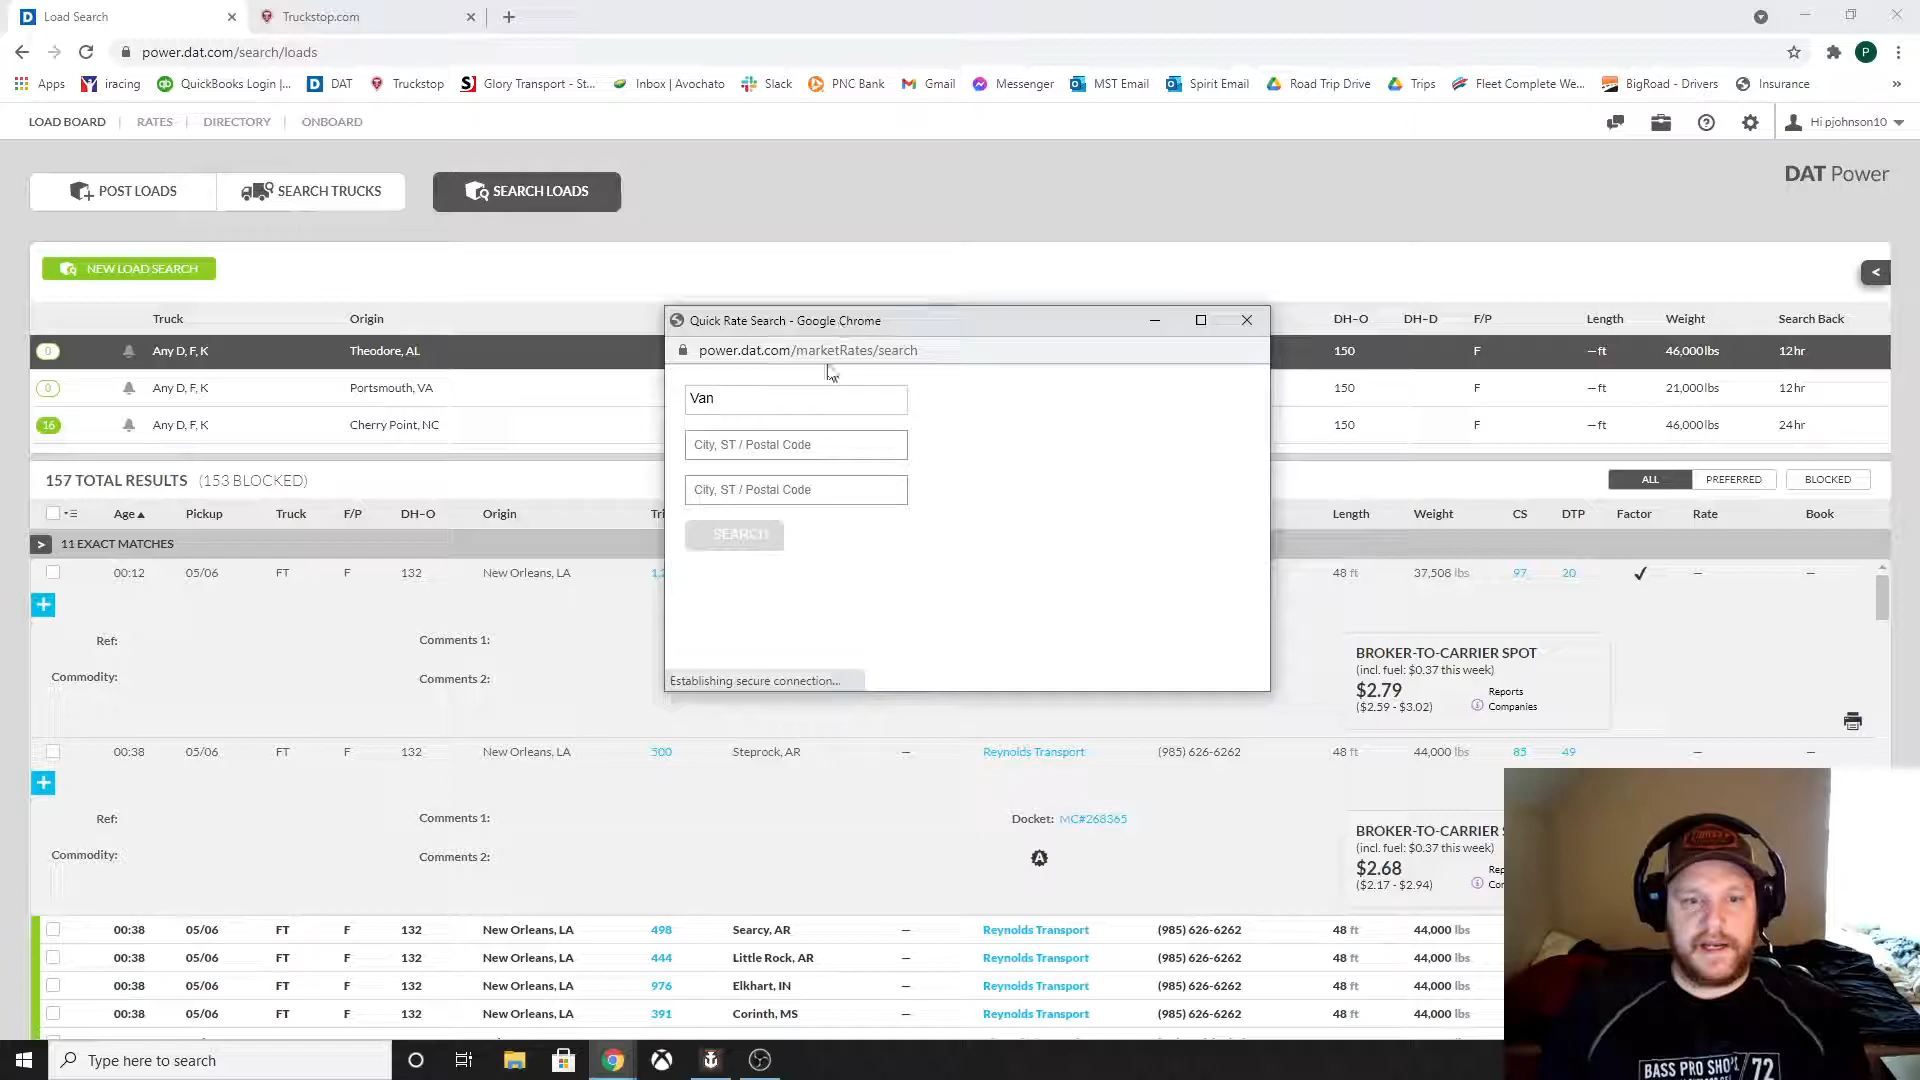 Load Search
Truckstop.com
power.dat.com/search/loads
P
Apps
iracing
QuickBooks Login |...
DAT
Truckstop
Glory Transport - St...
Inbox | Avochato
Slack
PNC Bank
Gmail
Messenger
MST Email
Spirit Email
Road Trip Drive
Trips
Fleet Complete We...
BigRoad - Drivers
Insurance
»
LOAD BOARD | RATES | DIRECTORY | ONBOARD
Hi pjohnson10
POST LOADS
SEARCH TRUCKS
SEARCH LOADS
DAT Power
NEW LOAD SEARCH
<
Truck Origin DH–O DH–D F/P Length Weight Search Back
0 Any D, F, K Theodore, AL 150 F –ft 46,000lbs 12hr
0 Any D, F, K Portsmouth, VA 150 F –ft 21,000lbs 12hr
16 Any D, F, K Cherry Point, NC 150 F –ft 46,000lbs 24hr
Quick Rate Search - Google Chrome
power.dat.com/marketRates/search
Van
City, ST / Postal Code
City, ST / Postal Code
SEARCH
Establishing secure connection...
157 TOTAL RESULTS (153 BLOCKED)
ALL PREFERRED BLOCKED
Age Pickup Truck F/P DH–O Origin Tri Length Weight CS DTP Factor Rate Book
> 11 EXACT MATCHES
00:12 05/06 FT F 132 New Orleans, LA 1,2 48 ft 37,508 lbs 97 20 – –
Ref:
Comments 1:
Commodity:
Comments 2:
BROKER-TO-CARRIER SPOT
(incl. fuel: $0.37 this week)
$2.79
($2.59 - $3.02)
Reports
Companies
00:38 05/06 FT F 132 New Orleans, LA 500 Steprock, AR – Reynolds Transport (985) 626-6262 48 ft 44,000 lbs 85 49 – –
Ref:
Comments 1:
Docket: MC#268365
Commodity:
Comments 2:
A
BROKER-TO-CARRIER S
(incl. fuel: $0.37 this week)
$2.68
($2.17 - $2.94)
Rep
Cor
00:38 05/06 FT F 132 New Orleans, LA 498 Searcy, AR – Reynolds Transport (985) 626-6262 48 ft 44,000 lbs
00:38 05/06 FT F 132 New Orleans, LA 444 Little Rock, AR – Reynolds Transport (985) 626-6262 48 ft 44,000 lbs
00:38 05/06 FT F 132 New Orleans, LA 976 Elkhart, IN – Reynolds Transport (985) 626-6262 48 ft 44,000 lbs
00:38 05/06 FT F 132 New Orleans, LA 391 Corinth, MS – Reynolds Transport (985) 626-6262 48 ft 44,000 lbs
Type here to search
BASS PRO SHOP 72